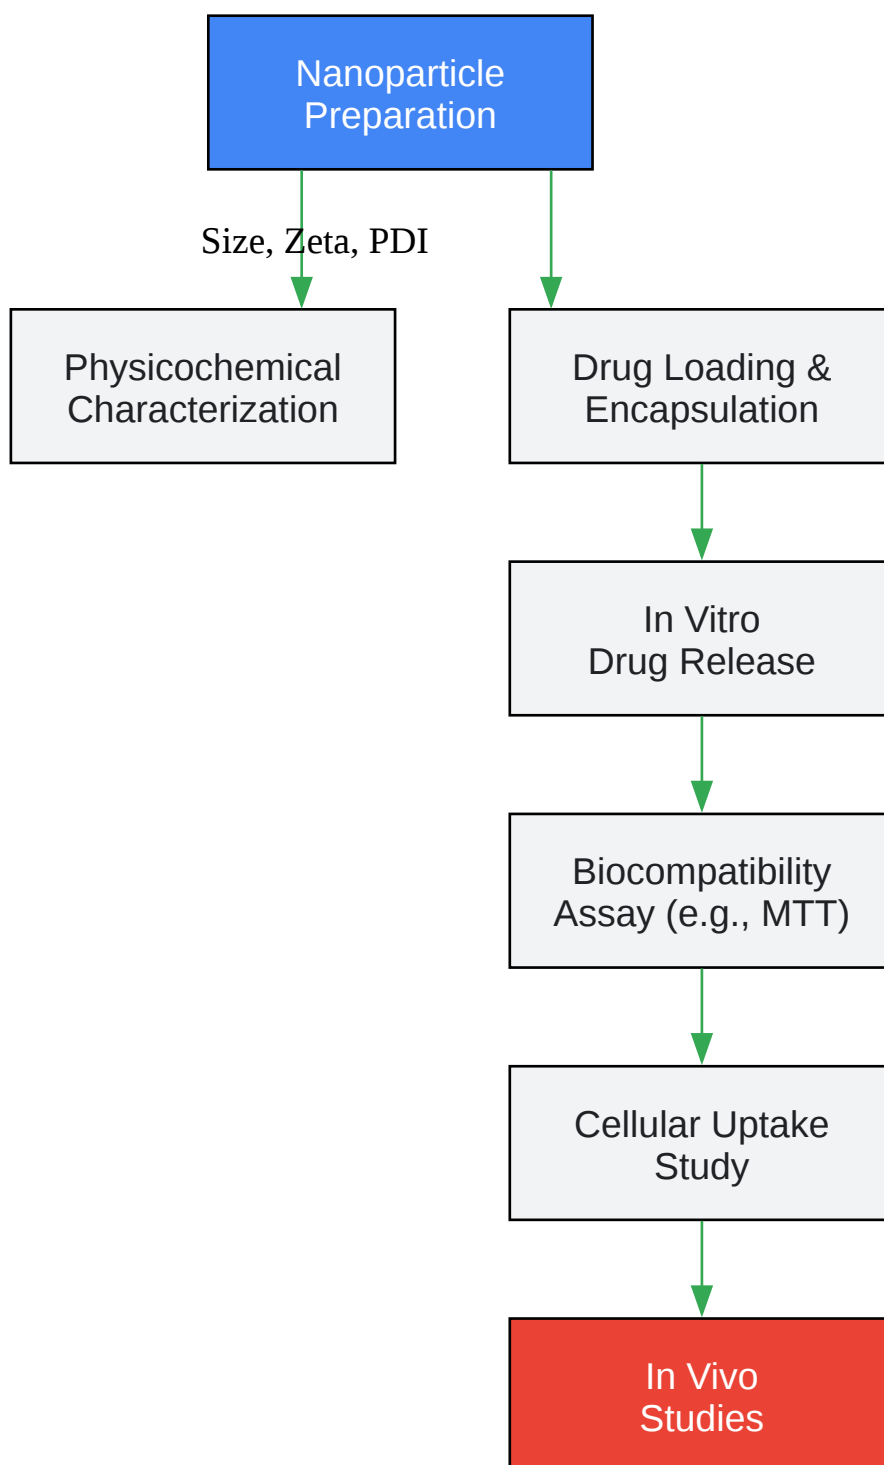 Nanoparticle
Preparation
Size, Zeta, PDI
Physicochemical
Characterization
Drug Loading &
Encapsulation
In Vitro
Drug Release
Biocompatibility
Assay (e.g., MTT)
Cellular Uptake
Study
In Vivo
Studies